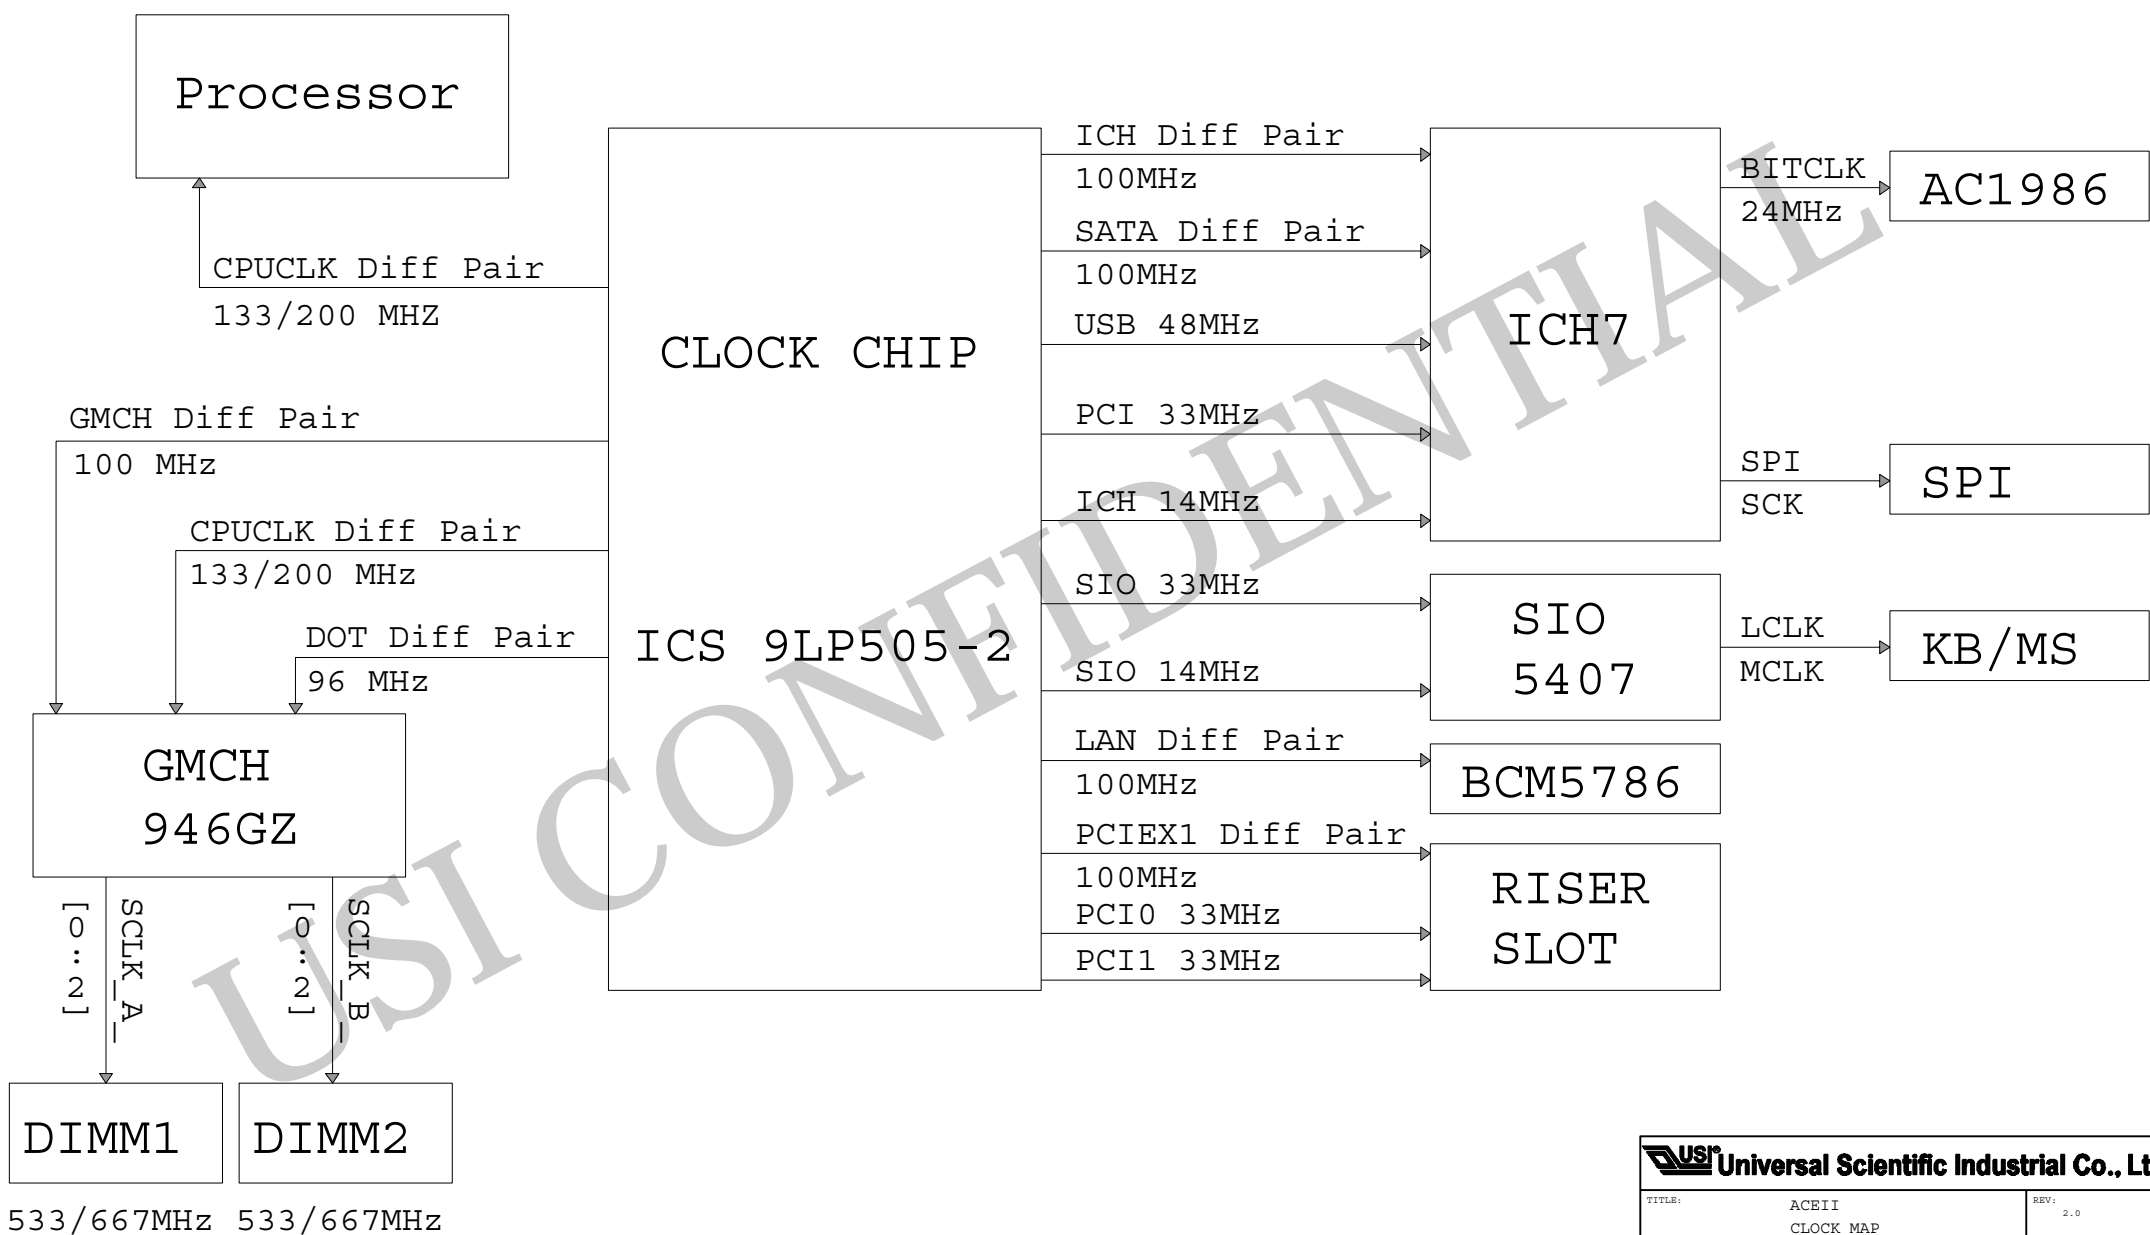 Processor
CPUCLK Diff Pair
133/200 MHZ
GMCH Diff Pair
100 MHz
CPUCLK Diff Pair
133/200 MHz
DOT Diff Pair
96 MHz
GMCH
946GZ
SCLK_A_
[0..2]
SCLK_B_
[0..2]
DIMM1
DIMM2
533/667MHz
533/667MHz
CLOCK CHIP
ICS 9LP505-2
ICH Diff Pair
100MHz
SATA Diff Pair
100MHz
USB 48MHz
PCI 33MHz
ICH 14MHz
SIO 33MHz
SIO 14MHz
LAN Diff Pair
100MHz
PCIEX1 Diff Pair
100MHz
PCI0 33MHz
PCI1 33MHz
ICH7
SIO
5407
BCM5786
RISER
SLOT
BITCLK
24MHz
AC1986
SPI
SCK
SPI
LCLK
MCLK
KB/MS
USI CONFIDENTIAL
USI® Universal Scientific Industrial Co., Lt
TITLE:
ACEII
CLOCK MAP
REV:
2.0